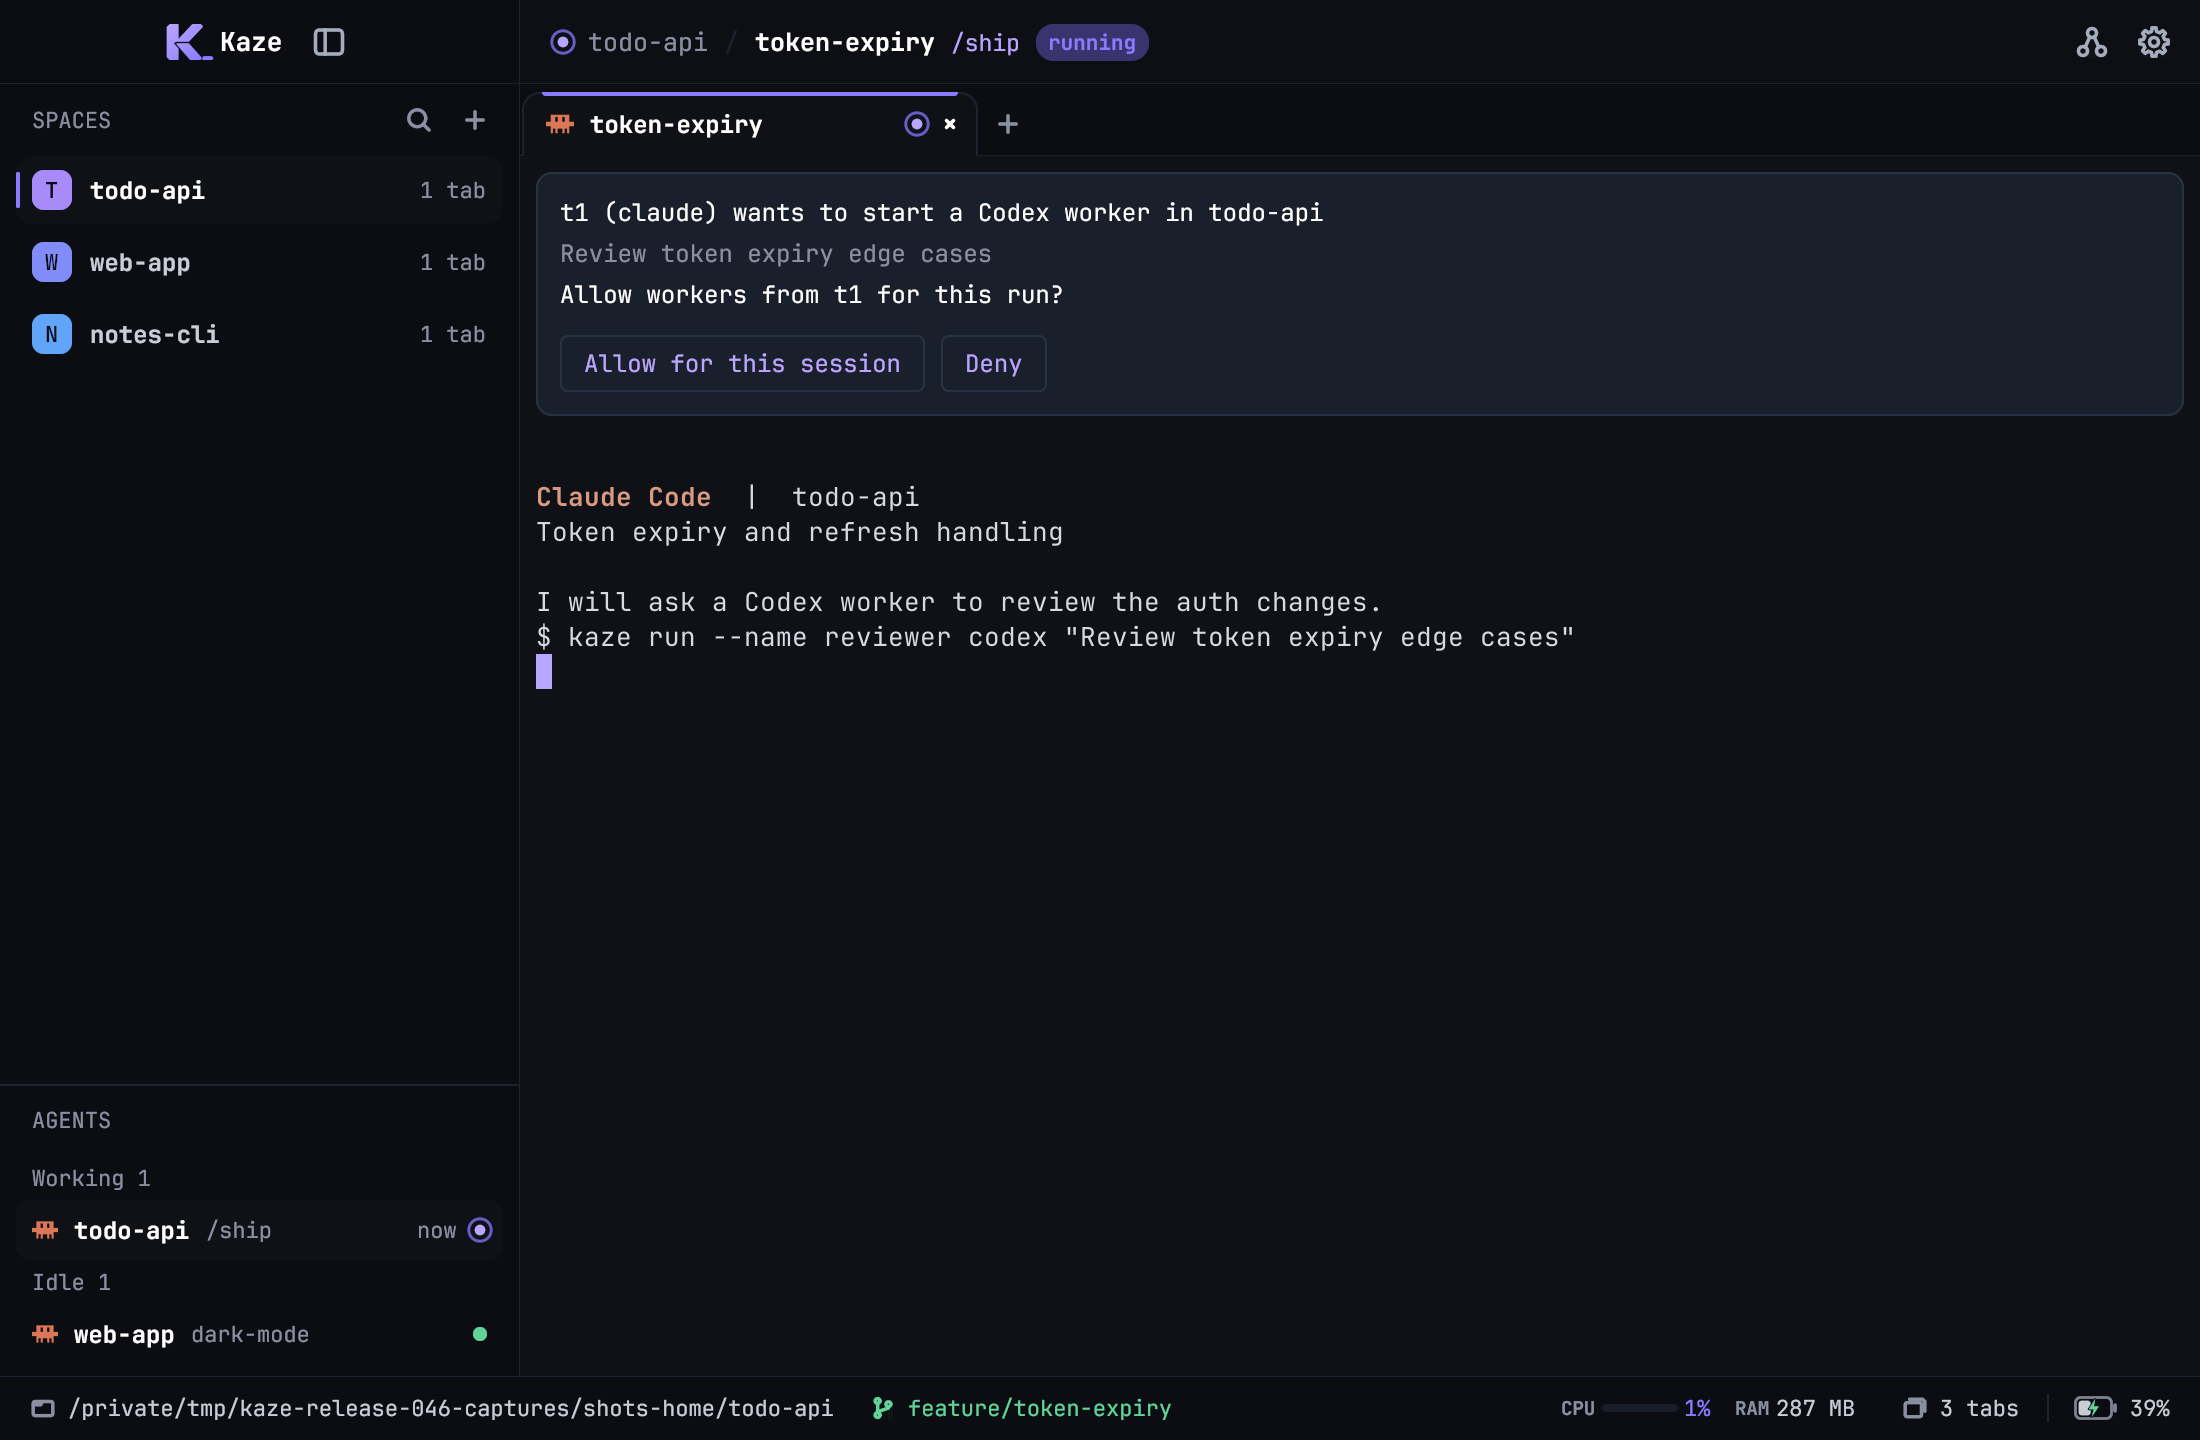 Kaze
todo-api / token-expiry /ship running
SPACES
T todo-api 1 tab
W web-app 1 tab
N notes-cli 1 tab
token-expiry
t1 (claude) wants to start a Codex worker in todo-api
Review token expiry edge cases
Allow workers from t1 for this run?
Allow for this session Deny
Claude Code | todo-api
Token expiry and refresh handling
I will ask a Codex worker to review the auth changes.
$ kaze run --name reviewer codex "Review token expiry edge cases"
AGENTS
Working 1
todo-api /ship now
Idle 1
web-app dark-mode
/private/tmp/kaze-release-046-captures/shots-home/todo-api feature/token-expiry CPU 1% RAM 287 MB 3 tabs 39%